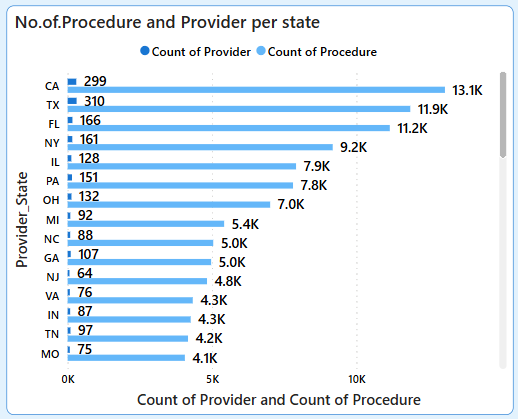 No.of.Procedure and Provider per state
Count of Provider Count of Procedure
Provider_State
CA 299 13.1K
TX 310 11.9K
FL 166 11.2K
NY 161 9.2K
IL 128 7.9K
PA 151 7.8K
OH 132 7.0K
MI 92 5.4K
NC 88 5.0K
GA 107 5.0K
NJ 64 4.8K
VA 76 4.3K
IN 87 4.3K
TN 97 4.2K
MO 75 4.1K
0K 5K 10K
Count of Provider and Count of Procedure